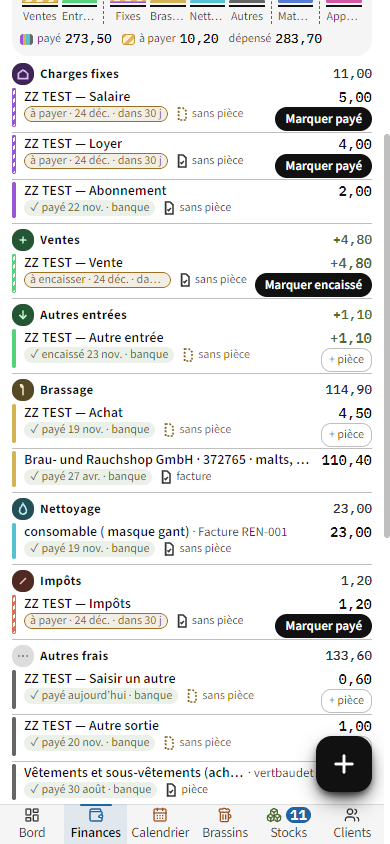 Ventes Entr… Fixes Bras… Nett… Autres Mat… App…
payé 273,50 à payer 10,20 dépensé 283,70
Charges fixes 11,00
ZZ TEST — Salaire 5,00
à payer · 24 déc. · dans 30 j sans pièce Marquer payé
ZZ TEST — Loyer 4,00
à payer · 24 déc. · dans 30 j sans pièce Marquer payé
ZZ TEST — Abonnement 2,00
✓ payé 22 nov. · banque sans pièce
Ventes +4,80
ZZ TEST — Vente +4,80
à encaisser · 24 déc. · da… sans pièce Marquer encaissé
Autres entrées +1,10
ZZ TEST — Autre entrée +1,10
✓ encaissé 23 nov. · banque sans pièce + pièce
Brassage 114,90
ZZ TEST — Achat 4,50
✓ payé 19 nov. · banque sans pièce + pièce
Brau- und Rauchshop GmbH · 372765 · malts, … 110,40
✓ payé 27 avr. · banque facture
Nettoyage 23,00
consomable ( masque gant) · Facture REN-001 23,00
✓ payé 19 nov. · banque sans pièce
Impôts 1,20
ZZ TEST — Impôts 1,20
à payer · 24 déc. · dans 30 j sans pièce Marquer payé
Autres frais 133,60
ZZ TEST — Saisir un autre 0,60
✓ payé aujourd'hui · banque sans pièce + pièce
ZZ TEST — Autre sortie 1,00
✓ payé 20 nov. · banque sans pièce
Vêtements et sous-vêtements (ach… · vertbaudet
✓ payé 30 août · banque pièce
Bord Finances Calendrier Brassins Stocks 11 Clients